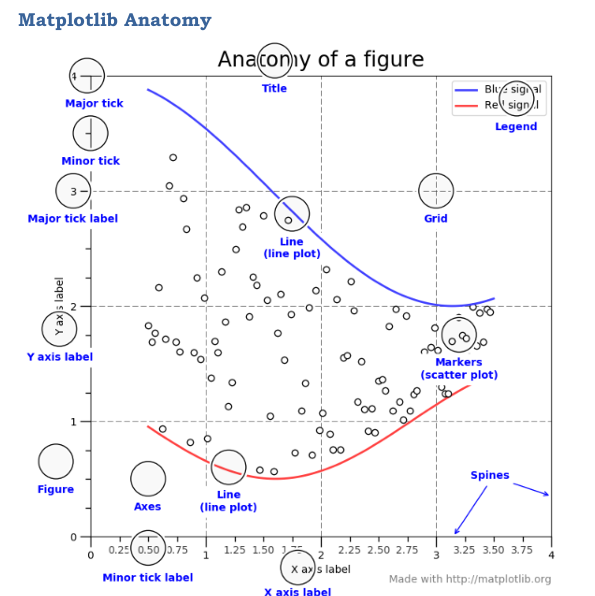 Matplotlib Anatomy
Anatomy of a figure
4
Major tick
Title
Blue signal
Red signal
Legend
Minor tick
3
Major tick label
Grid
Line
(line plot)
Y axis label
2
Y axis label
Markers
(scatter plot)
1
Figure
Axes
Line
(line plot)
Spines
0
0 0.25 0.50 0.75 1 1.25 1.50 1.75 2 2.25 2.50 2.75 3 3.25 3.50 3.75 4
Minor tick label
X axis label
Made with http://matplotlib.org
X axis label